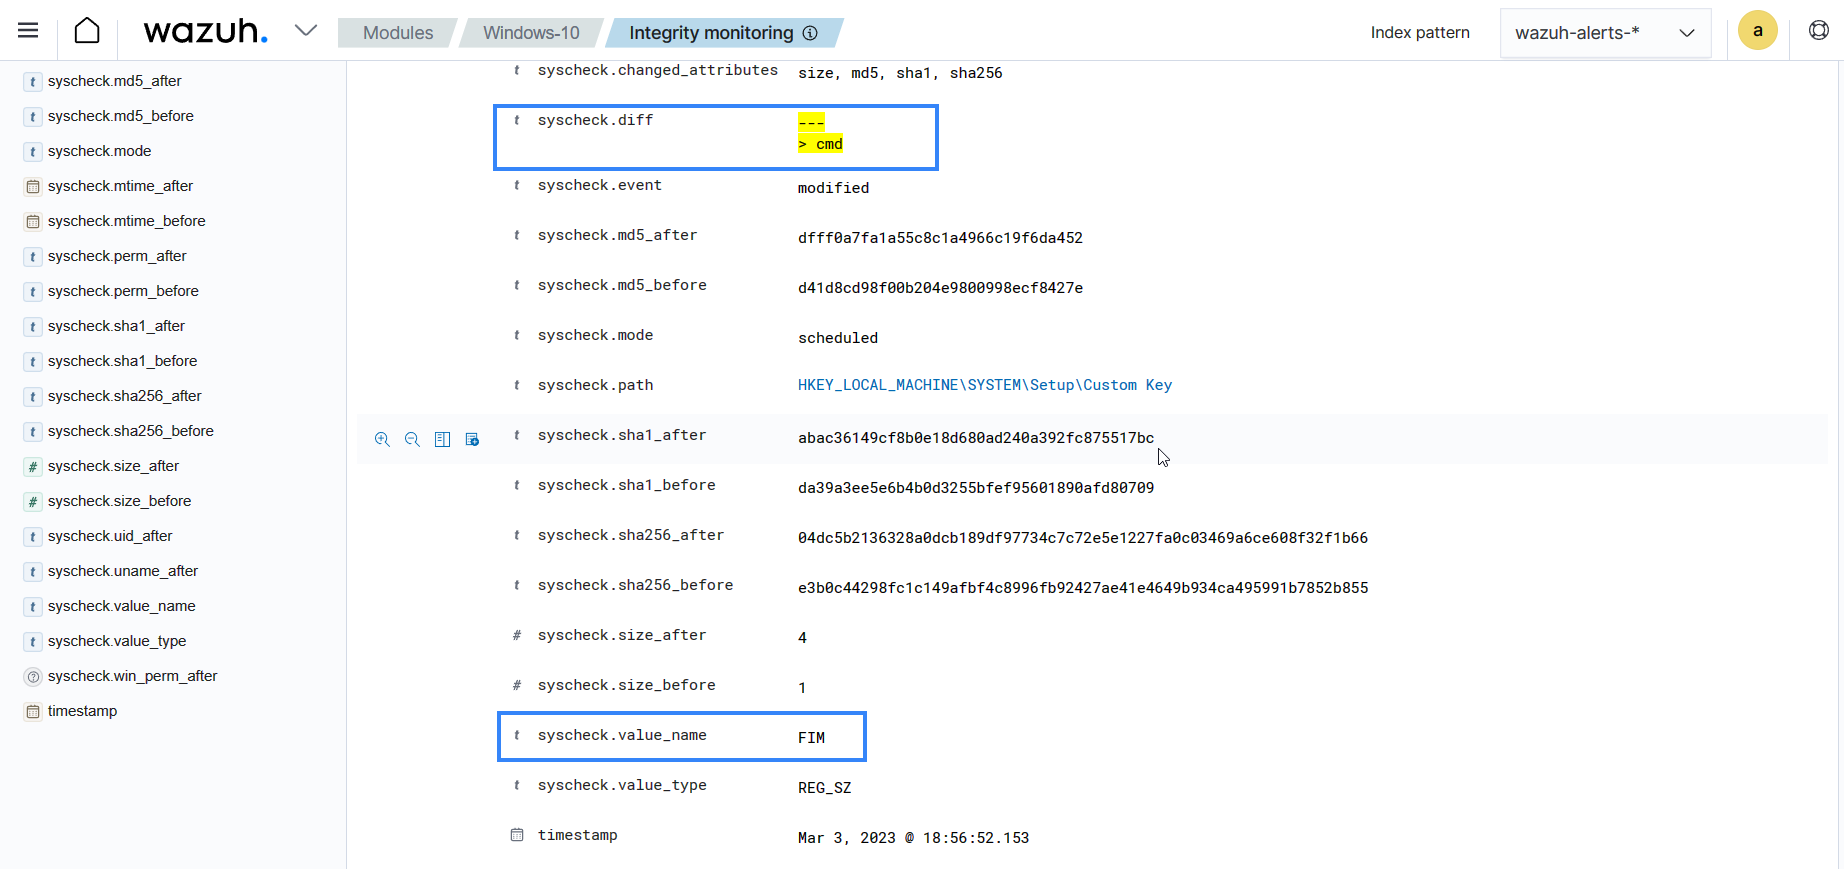 wazuh.
Modules
Windows-10
Integrity monitoring
Index pattern
wazuh-alerts-*
a
t syscheck.md5_after
t syscheck.md5_before
t syscheck.mode
syscheck.mtime_after
syscheck.mtime_before
t syscheck.perm_after
t syscheck.perm_before
t syscheck.sha1_after
t syscheck.sha1_before
t syscheck.sha256_after
t syscheck.sha256_before
# syscheck.size_after
# syscheck.size_before
t syscheck.uid_after
t syscheck.uname_after
t syscheck.value_name
t syscheck.value_type
? syscheck.win_perm_after
timestamp
t syscheck.changed_attributes size, md5, sha1, sha256
t syscheck.diff ---
> cmd
t syscheck.event modified
t syscheck.md5_after dfff0a7fa1a55c8c1a4966c19f6da452
t syscheck.md5_before d41d8cd98f00b204e9800998ecf8427e
t syscheck.mode scheduled
t syscheck.path HKEY_LOCAL_MACHINE\SYSTEM\Setup\Custom Key
t syscheck.sha1_after abac36149cf8b0e18d680ad240a392fc875517bc
t syscheck.sha1_before da39a3ee5e6b4b0d3255bfef95601890afd80709
t syscheck.sha256_after 04dc5b2136328a0dcb189df97734c7c72e5e1227fa0c03469a6ce608f32f1b66
t syscheck.sha256_before e3b0c44298fc1c149afbf4c8996fb92427ae41e4649b934ca495991b7852b855
# syscheck.size_after 4
# syscheck.size_before 1
t syscheck.value_name FIM
t syscheck.value_type REG_SZ
timestamp Mar 3, 2023 @ 18:56:52.153